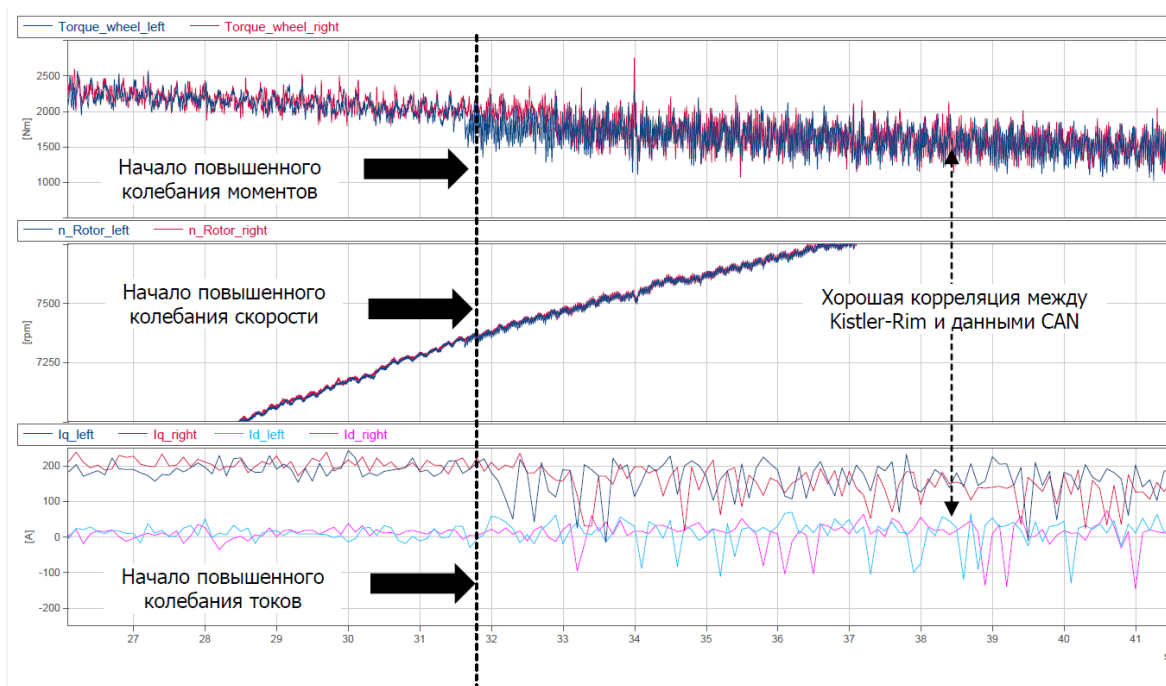 Torque_wheel_left Torque_wheel_right
2500
2000
[Nm]
1500
1000
Начало повышенного
колебания моментов
n_Rotor_left n_Rotor_right
7500
[rpm]
7250
Начало повышенного
колебания скорости
Хорошая корреляция между
Kistler-Rim и данными CAN
Iq_left Iq_right Id_left Id_right
200
100
[A]
0
-100
-200
Начало повышенного
колебания токов
27 28 29 30 31 32 33 34 35 36 37 38 39 40 41
s